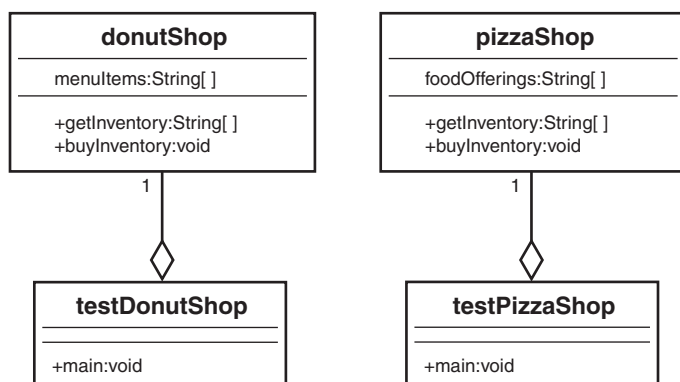 donutShop
menuItems:String[ ]
+getInventory:String[ ]
+buyInventory:void
1
testDonutShop
+main:void
pizzaShop
foodOfferings:String[ ]
+getInventory:String[ ]
+buyInventory:void
1
testPizzaShop
+main:void